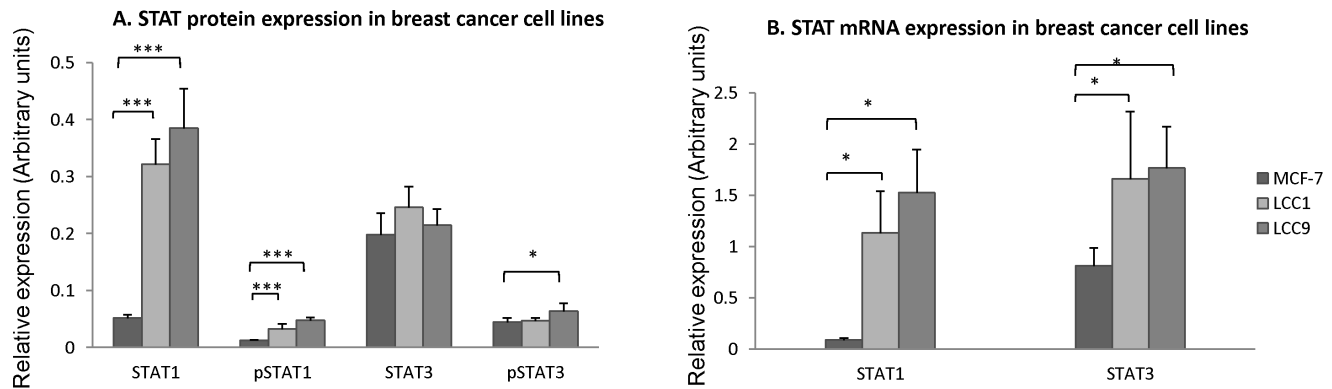 A. STAT protein expression in breast cancer cell lines
Relative expression (Arbitrary units)
0.5
0.4
0.3
0.2
0.1
0
***
***
***
***
*
STAT1
pSTAT1
STAT3
pSTAT3
B. STAT mRNA expression in breast cancer cell lines
Relative expression (Arbitrary units)
2.5
2
1.5
1
0.5
0
*
*
*
*
STAT1
STAT3
MCF-7
LCC1
LCC9